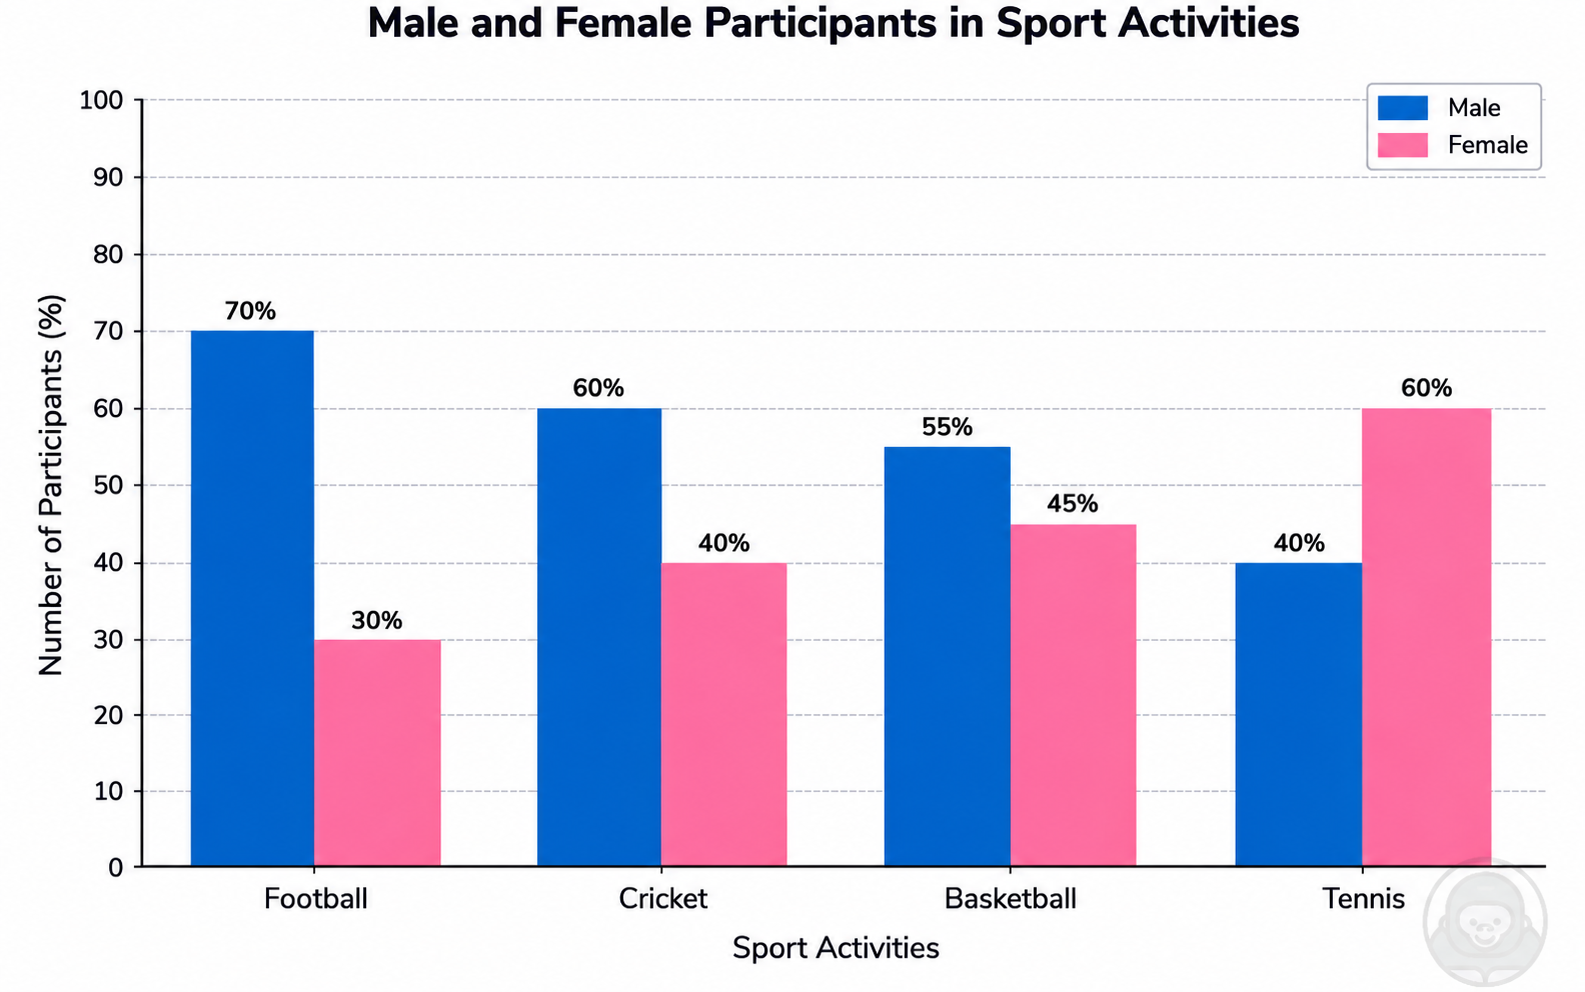 Male and Female Participants in Sport Activities
Male
Female
Number of Participants (%)
100
90
80
70
60
50
40
30
20
10
0
70%
30%
60%
40%
55%
45%
40%
60%
Football
Cricket
Basketball
Tennis
Sport Activities